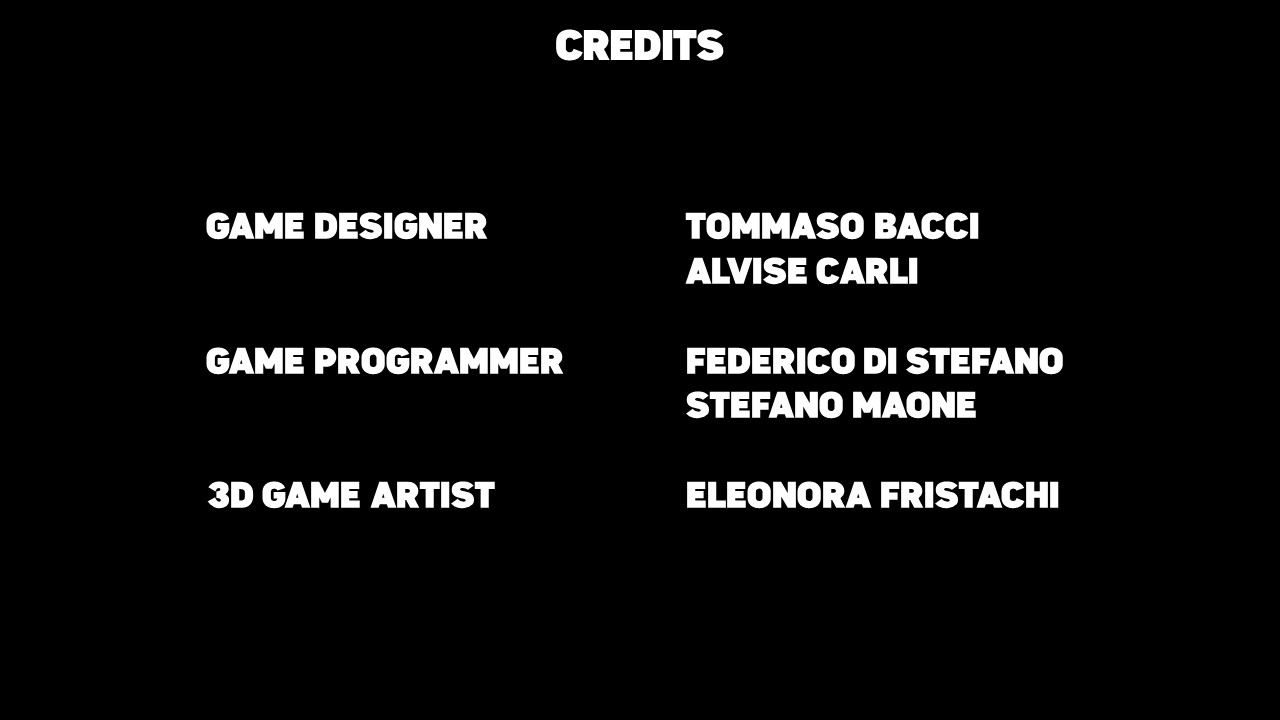 CREDITS
GAME DESIGNER TOMMASO BACCI
ALVISE CARLI
GAME PROGRAMMER FEDERICO DI STEFANO
STEFANO MAONE
3D GAME ARTIST ELEONORA FRISTACHI